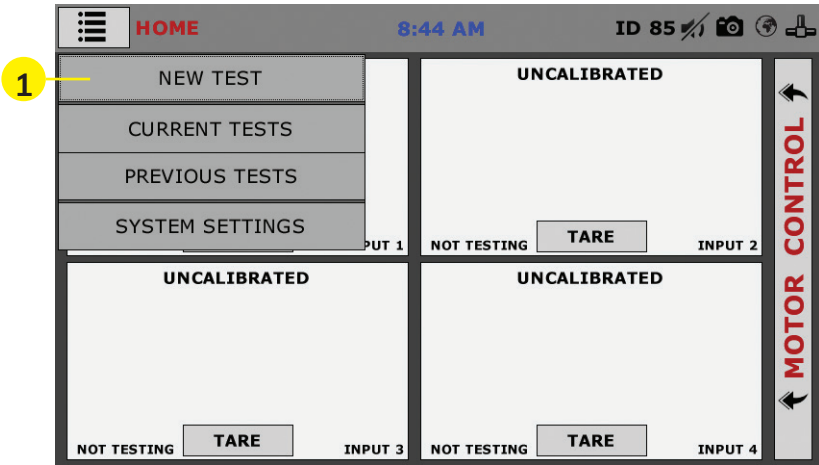 HOME 8:44 AM ID 85
1
NEW TEST
CURRENT TESTS
PREVIOUS TESTS
SYSTEM SETTINGS
PUT 1
UNCALIBRATED
NOT TESTING TARE INPUT 2
UNCALIBRATED
NOT TESTING TARE INPUT 3
UNCALIBRATED
NOT TESTING TARE INPUT 4
MOTOR CONTROL